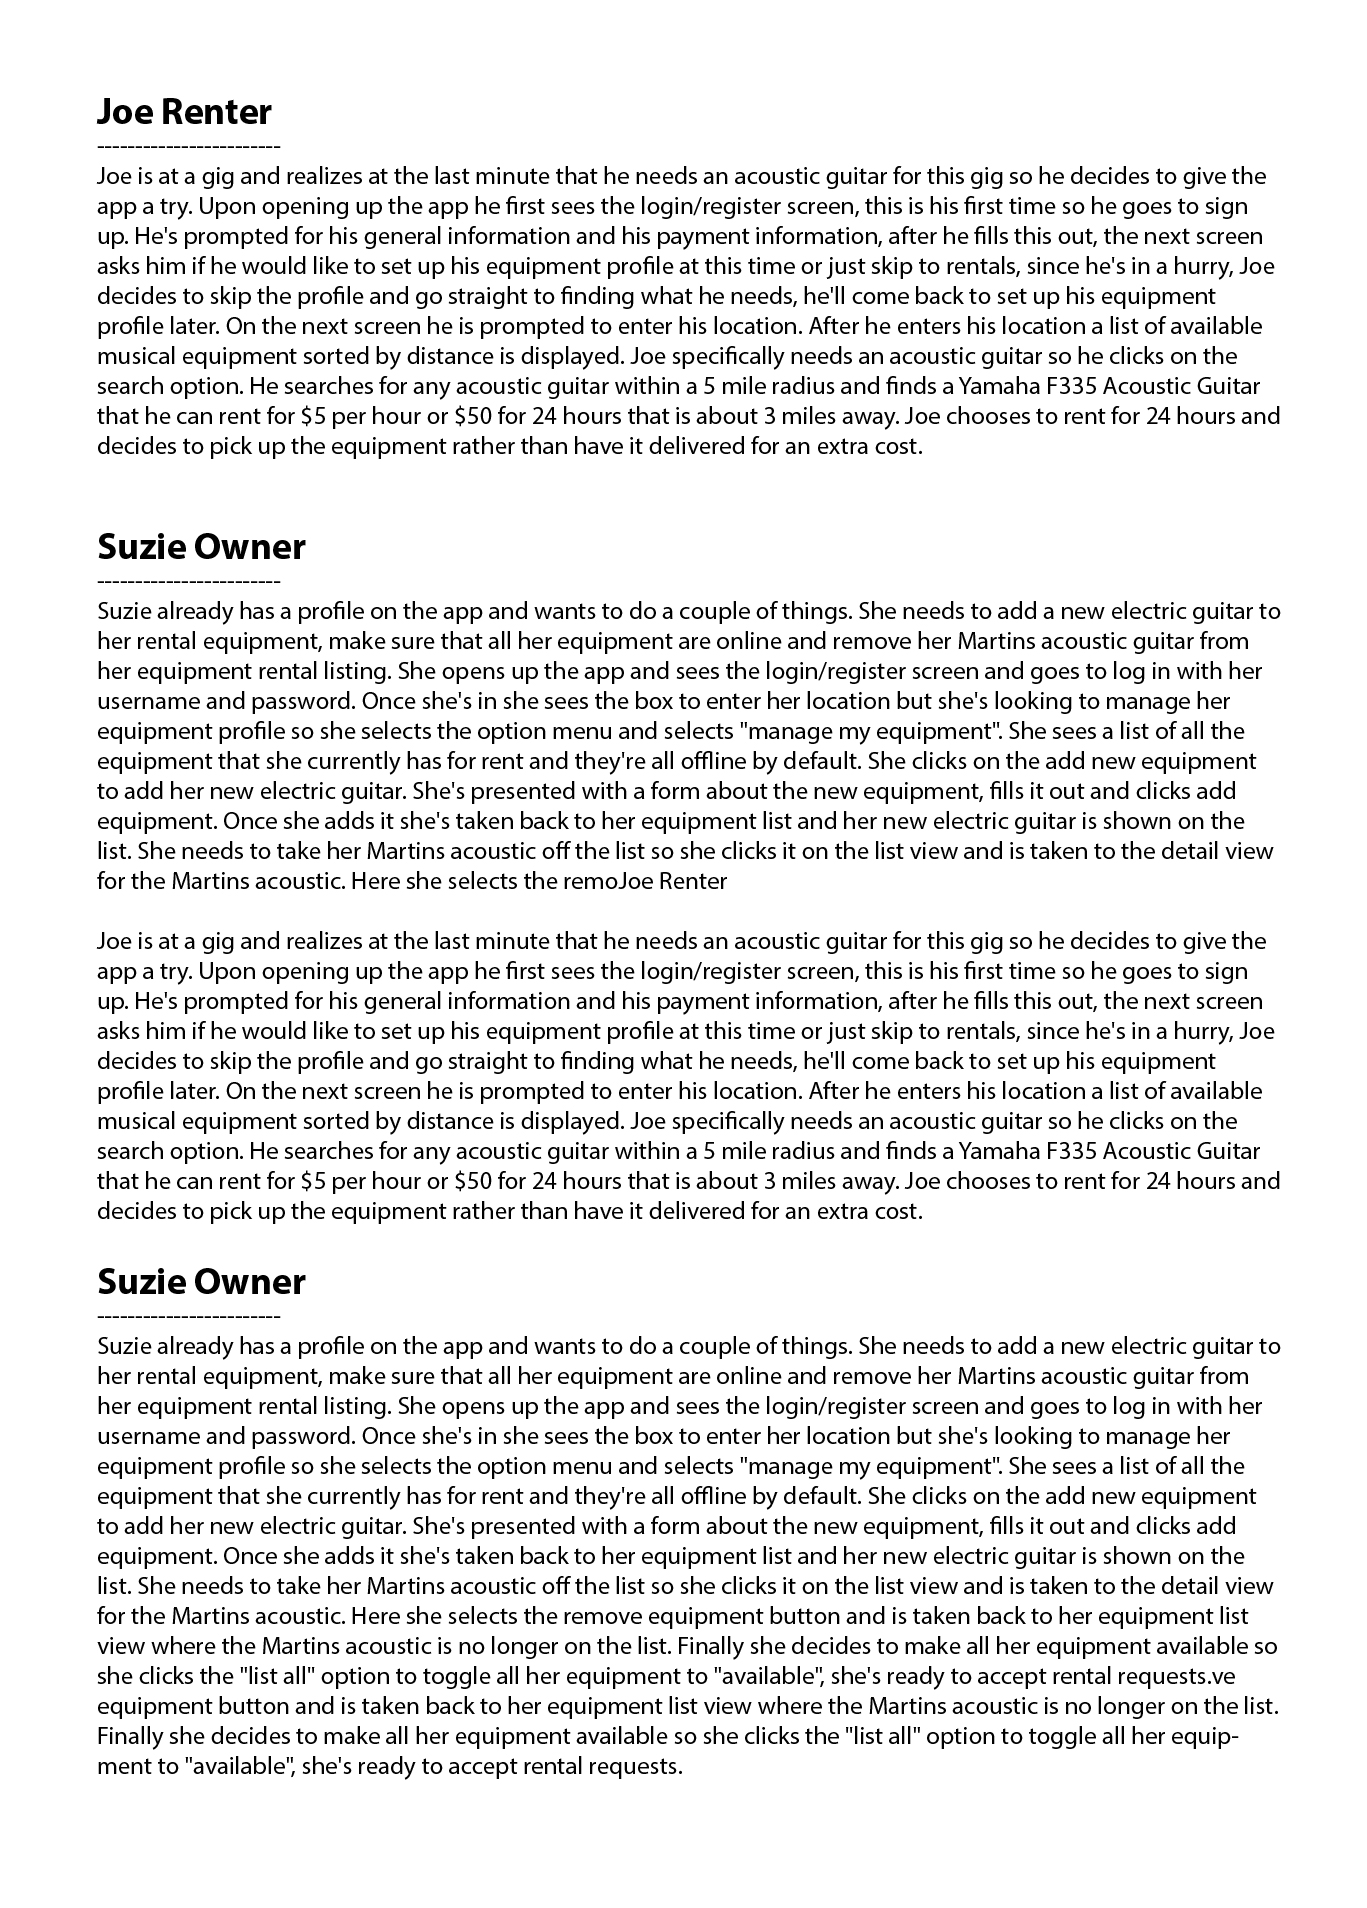 Joe Renter
------------------------
Joe is at a gig and realizes at the last minute that he needs an acoustic guitar for this gig so he decides to give the
app a try. Upon opening up the app he first sees the login/register screen, this is his first time so he goes to sign
up. He's prompted for his general information and his payment information, after he fills this out, the next screen
asks him if he would like to set up his equipment profile at this time or just skip to rentals, since he's in a hurry, Joe
decides to skip the profile and go straight to finding what he needs, he'll come back to set up his equipment
profile later. On the next screen he is prompted to enter his location. After he enters his location a list of available
musical equipment sorted by distance is displayed. Joe specifically needs an acoustic guitar so he clicks on the
search option. He searches for any acoustic guitar within a 5 mile radius and finds a Yamaha F335 Acoustic Guitar
that he can rent for $5 per hour or $50 for 24 hours that is about 3 miles away. Joe chooses to rent for 24 hours and
decides to pick up the equipment rather than have it delivered for an extra cost.
Suzie Owner
------------------------
Suzie already has a profile on the app and wants to do a couple of things. She needs to add a new electric guitar to
her rental equipment, make sure that all her equipment are online and remove her Martins acoustic guitar from
her equipment rental listing. She opens up the app and sees the login/register screen and goes to log in with her
username and password. Once she's in she sees the box to enter her location but she's looking to manage her
equipment profile so she selects the option menu and selects "manage my equipment". She sees a list of all the
equipment that she currently has for rent and they're all offline by default. She clicks on the add new equipment
to add her new electric guitar. She's presented with a form about the new equipment, fills it out and clicks add
equipment. Once she adds it she's taken back to her equipment list and her new electric guitar is shown on the
list. She needs to take her Martins acoustic off the list so she clicks it on the list view and is taken to the detail view
for the Martins acoustic. Here she selects the remoJoe Renter
Joe is at a gig and realizes at the last minute that he needs an acoustic guitar for this gig so he decides to give the
app a try. Upon opening up the app he first sees the login/register screen, this is his first time so he goes to sign
up. He's prompted for his general information and his payment information, after he fills this out, the next screen
asks him if he would like to set up his equipment profile at this time or just skip to rentals, since he's in a hurry, Joe
decides to skip the profile and go straight to finding what he needs, he'll come back to set up his equipment
profile later. On the next screen he is prompted to enter his location. After he enters his location a list of available
musical equipment sorted by distance is displayed. Joe specifically needs an acoustic guitar so he clicks on the
search option. He searches for any acoustic guitar within a 5 mile radius and finds a Yamaha F335 Acoustic Guitar
that he can rent for $5 per hour or $50 for 24 hours that is about 3 miles away. Joe chooses to rent for 24 hours and
decides to pick up the equipment rather than have it delivered for an extra cost.
Suzie Owner
------------------------
Suzie already has a profile on the app and wants to do a couple of things. She needs to add a new electric guitar to
her rental equipment, make sure that all her equipment are online and remove her Martins acoustic guitar from
her equipment rental listing. She opens up the app and sees the login/register screen and goes to log in with her
username and password. Once she's in she sees the box to enter her location but she's looking to manage her
equipment profile so she selects the option menu and selects "manage my equipment". She sees a list of all the
equipment that she currently has for rent and they're all offline by default. She clicks on the add new equipment
to add her new electric guitar. She's presented with a form about the new equipment, fills it out and clicks add
equipment. Once she adds it she's taken back to her equipment list and her new electric guitar is shown on the
list. She needs to take her Martins acoustic off the list so she clicks it on the list view and is taken to the detail view
for the Martins acoustic. Here she selects the remove equipment button and is taken back to her equipment list
view where the Martins acoustic is no longer on the list. Finally she decides to make all her equipment available so
she clicks the "list all" option to toggle all her equipment to "available", she's ready to accept rental requests.ve
equipment button and is taken back to her equipment list view where the Martins acoustic is no longer on the list.
Finally she decides to make all her equipment available so she clicks the "list all" option to toggle all her equip-
ment to "available", she's ready to accept rental requests.